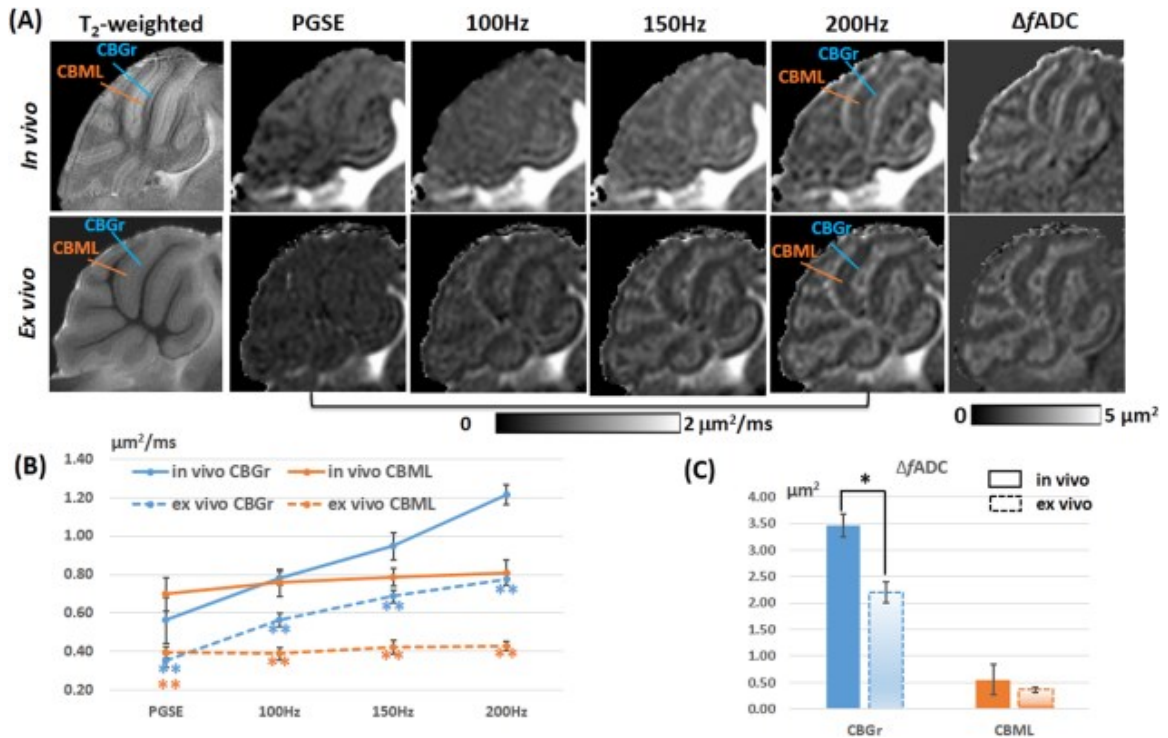 (A)
T2-weighted PGSE 100Hz 150Hz 200Hz ΔfADC
In vivo
CBGr
CBML
CBGr
CBML
Ex vivo
CBGr
CBML
CBGr
CBML
0 2 μm²/ms
0 5 μm²
(B)
μm²/ms
in vivo CBGr in vivo CBML
ex vivo CBGr ex vivo CBML
1.40
1.20
1.00
0.80
0.60
0.40
0.20
** ** ** **
** ** ** **
PGSE 100Hz 150Hz 200Hz
(C)
ΔfADC
μm²
in vivo
ex vivo
*
4.00
3.50
3.00
2.50
2.00
1.50
1.00
0.50
0.00
CBGr CBML